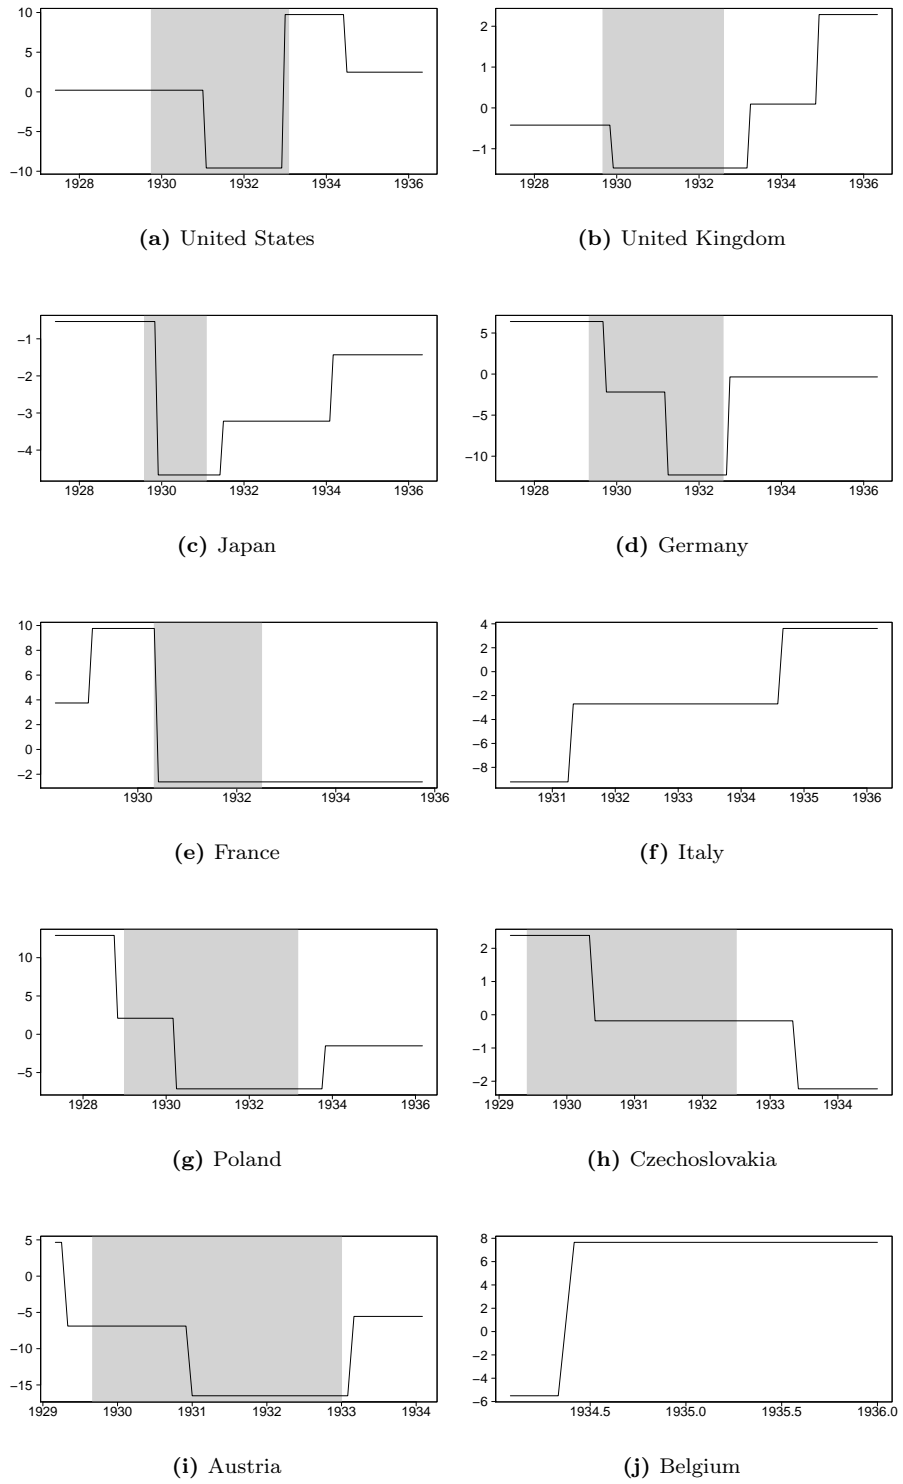 10
5
0
−5
−10
1928 1930 1932 1934 1936
(a) United States
2
1
0
−1
1928 1930 1932 1934 1936
(b) United Kingdom
−1
−2
−3
−4
1928 1930 1932 1934 1936
(c) Japan
5
0
−5
−10
1928 1930 1932 1934 1936
(d) Germany
10
8
6
4
2
0
−2
1930 1932 1934 1936
(e) France
4
2
0
−2
−4
−6
−8
1931 1932 1933 1934 1935 1936
(f) Italy
10
5
0
−5
1928 1930 1932 1934 1936
(g) Poland
2
1
0
−1
−2
1929 1930 1931 1932 1933 1934
(h) Czechoslovakia
5
0
−5
−10
−15
1929 1930 1931 1932 1933 1934
(i) Austria
8
6
4
2
0
−2
−4
−6
1934.5 1935.0 1935.5 1936.0
(j) Belgium